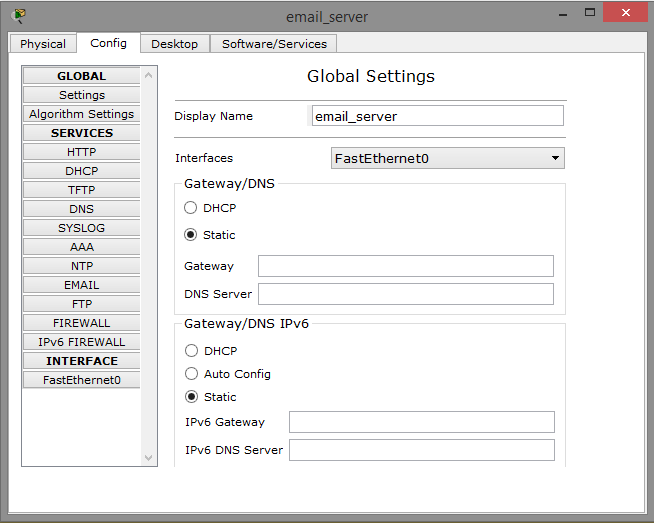 email_server
Physical Config Desktop Software/Services
GLOBAL
Settings
Algorithm Settings
SERVICES
HTTP
DHCP
TFTP
DNS
SYSLOG
AAA
NTP
EMAIL
FTP
FIREWALL
IPv6 FIREWALL
INTERFACE
FastEthernet0
Global Settings
Display Name email_server
Interfaces FastEthernet0
Gateway/DNS
DHCP
Static
Gateway
DNS Server
Gateway/DNS IPv6
DHCP
Auto Config
Static
IPv6 Gateway
IPv6 DNS Server